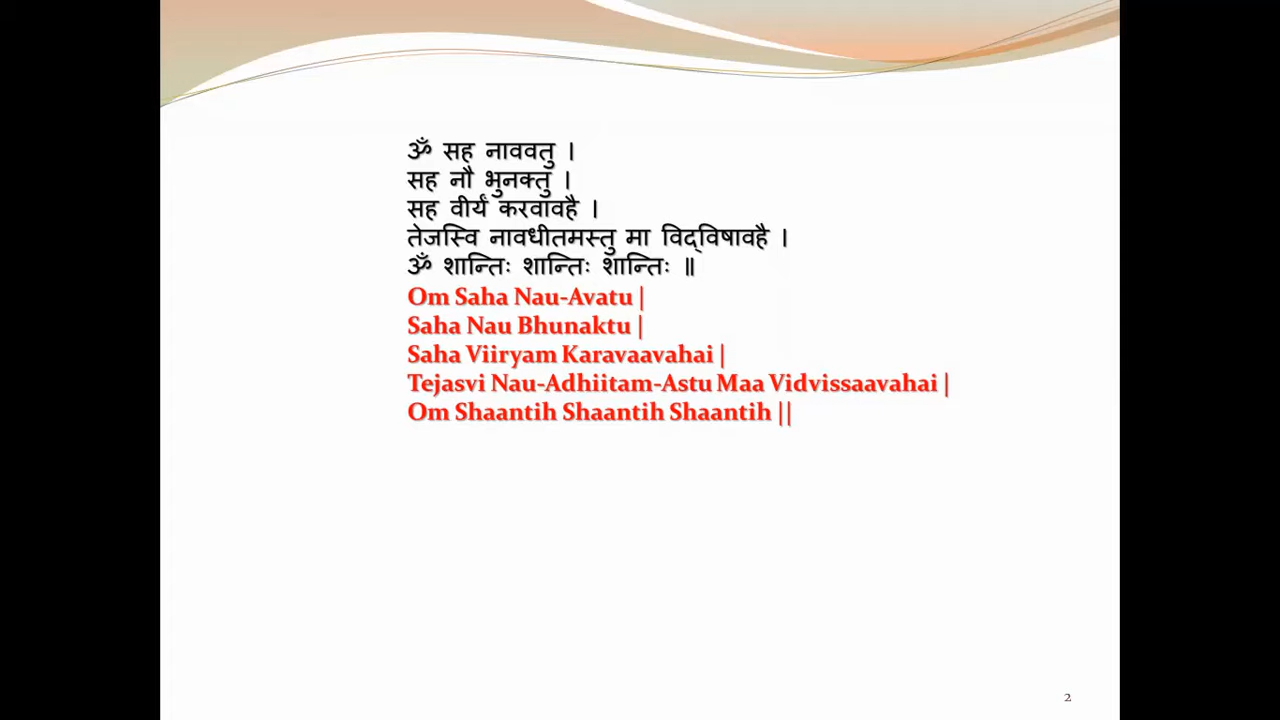 ॐ सह नाववतु ।
सह नौ भुनक्तु ।
सह वीर्यं करवावहै ।
तेजस्वि नावधीतमस्तु मा विद्‌विषावहै ।
ॐ शान्तिः शान्तिः शान्तिः ॥
Om Saha Nau-Avatu |
Saha Nau Bhunaktu |
Saha Viiryam Karavaavahai |
Tejasvi Nau-Adhiitam-Astu Maa Vidvissaavahai |
Om Shaantih Shaantih Shaantih ||
2